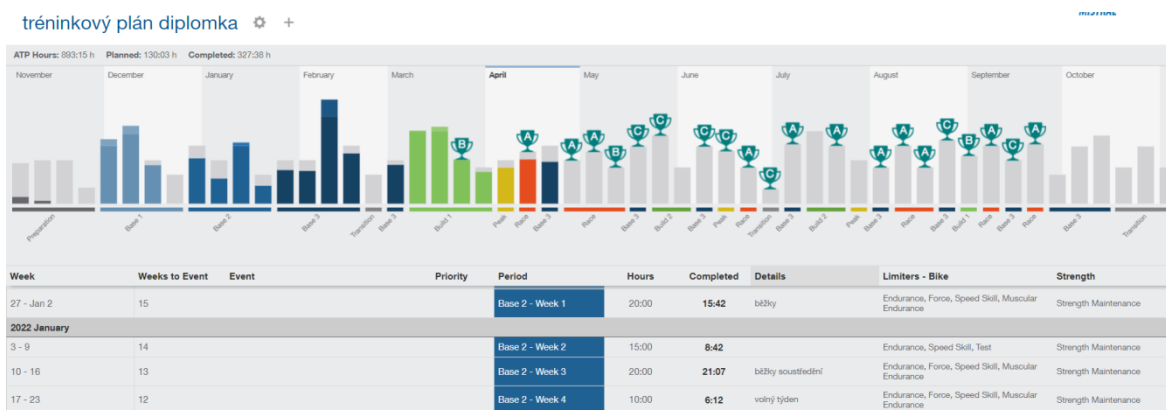 tréninkový plán diplomka
ATP Hours: 893:15 h Planned: 130:03 h Completed: 327:38 h
November December January February March April May June July August September October
B A A A B C C C C A C A A A A C B A C A
Preparation Base 1 Base 2 Base 3 Transition Base 3 Build 1 Peak Race Base 3 Race Base 3 Build 2 Base 3 Peak Race Transition Base 3 Build 2 Peak Base 3 Race Base 3 Build 1 Race Base 3 Race Base 3 Transition
Week Weeks to Event Event Priority Period Hours Completed Details Limiters - Bike Strength
27 - Jan 2 15 Base 2 - Week 1 20:00 15:42 běžky Endurance, Force, Speed Skill, Muscular Endurance Strength Maintenance
2022 January
3 - 9 14 Base 2 - Week 2 15:00 8:42 Endurance, Speed Skill, Test Strength Maintenance
10 - 16 13 Base 2 - Week 3 20:00 21:07 běžky soustředění Endurance, Force, Speed Skill, Muscular Endurance Strength Maintenance
17 - 23 12 Base 2 - Week 4 10:00 6:12 volný týden Endurance, Force, Speed Skill, Muscular Endurance Strength Maintenance